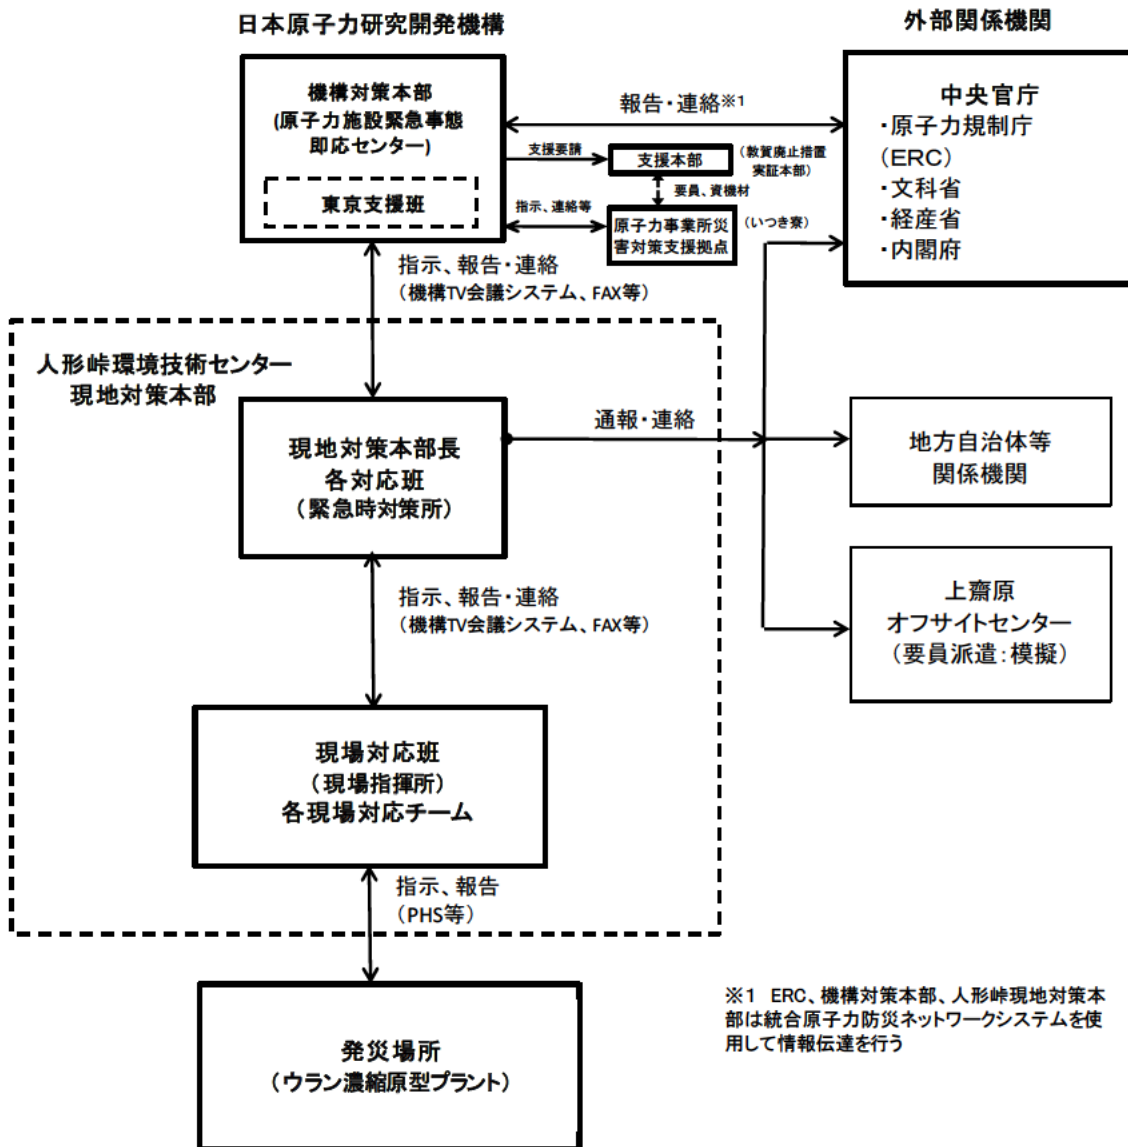 日本原子力研究開発機構
外部関係機関
機構対策本部
(原子力施設緊急事態
即応センター)
東京支援班
報告・連絡※1
支援要請
支援本部
(敦賀廃止措置
実証本部)
要員、資機材
指示、連絡等
原子力事業所災
害対策支援拠点
(いつき寮)
中央官庁
・原子力規制庁
(ERC)
・文科省
・経産省
・内閣府
指示、報告・連絡
(機構TV会議システム、FAX等)
人形峠環境技術センター
現地対策本部
現地対策本部長
各対応班
(緊急時対策所)
通報・連絡
地方自治体等
関係機関
指示、報告・連絡
(機構TV会議システム、FAX等)
上齋原
オフサイトセンター
(要員派遣:模擬)
現場対応班
(現場指揮所)
各現場対応チーム
指示、報告
(PHS等)
発災場所
(ウラン濃縮原型プラント)
※1 ERC、機構対策本部、人形峠現地対策本
部は統合原子力防災ネットワークシステムを使
用して情報伝達を行う